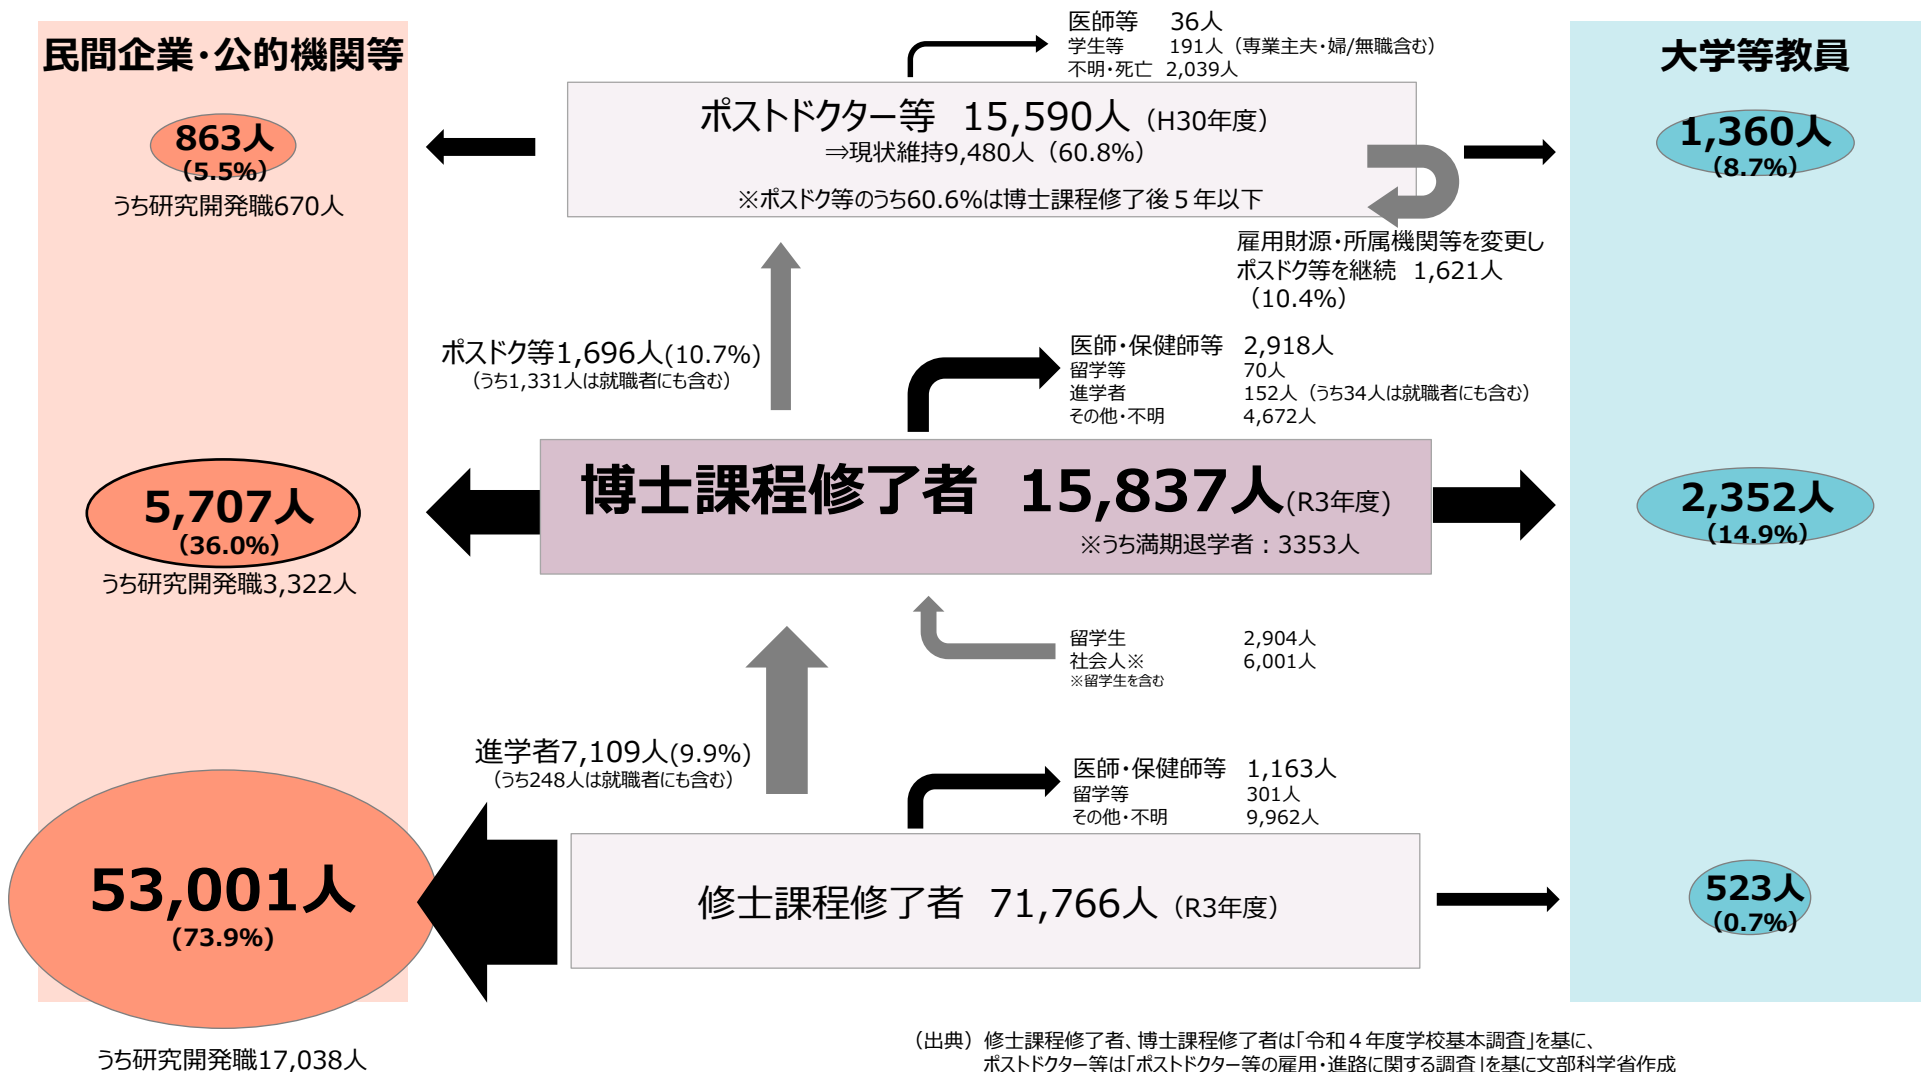 民間企業・公的機関等
863人
（5.5%）
うち研究開発職670人
5,707人
（36.0%）
うち研究開発職3,322人
53,001人
(73.9%)
うち研究開発職17,038人
医師等 36人
学生等 191人（専業主夫・婦/無職含む）
不明・死亡 2,039人
ポストドクター等 15,590人（H30年度）
⇒現状維持9,480人（60.8%）
※ポスドク等のうち60.6%は博士課程修了後５年以下
雇用財源・所属機関等を変更し
ポスドク等を継続 1,621人
（10.4%）
ポスドク等1,696人(10.7%)
（うち1,331人は就職者にも含む）
医師・保健師等 2,918人
留学等 70人
進学者 152人（うち34人は就職者にも含む）
その他・不明 4,672人
博士課程修了者 15,837人(R3年度)
※うち満期退学者：3353人
留学生 2,904人
社会人※ 6,001人
※留学生を含む
進学者7,109人(9.9%)
（うち248人は就職者にも含む）
医師・保健師等 1,163人
留学等 301人
その他・不明 9,962人
修士課程修了者 71,766人（R3年度）
大学等教員
1,360人
（8.7%）
2,352人
（14.9%）
523人
（0.7%）
（出典）修士課程修了者、博士課程修了者は「令和４年度学校基本調査」を基に、
ポストドクター等は「ポストドクター等の雇用・進路に関する調査」を基に文部科学省作成